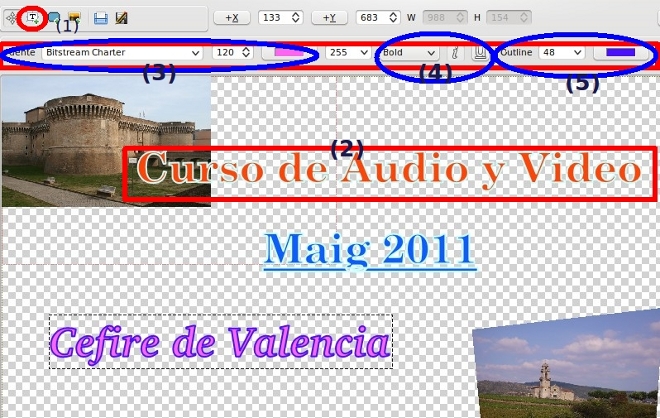 (1) +X 133 +Y 683 W 988 H 154
Bitstream Charter 120 255 Bold i U Outline 48
(3) (4) (5)
(2)
Curso de Audio y Video
Maig 2011
Cefire de Valencia